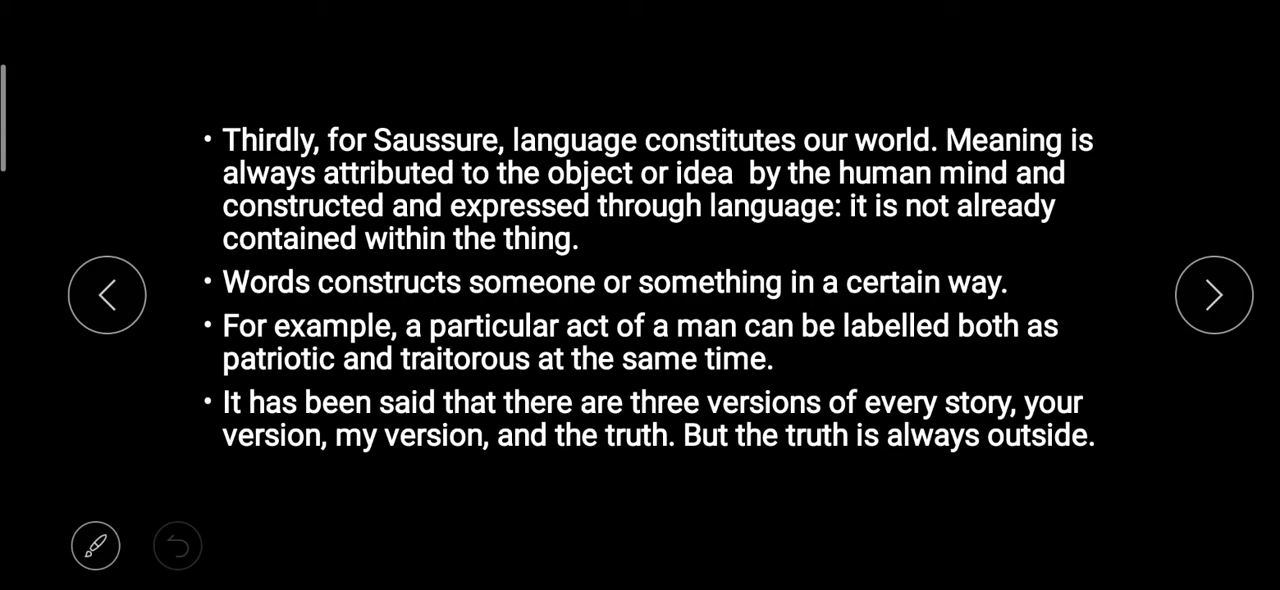 • Thirdly, for Saussure, language constitutes our world. Meaning is
always attributed to the object or idea  by the human mind and
constructed and expressed through language: it is not already
contained within the thing.
• Words constructs someone or something in a certain way.
• For example, a particular act of a man can be labelled both as
patriotic and traitorous at the same time.
• It has been said that there are three versions of every story, your
version, my version, and the truth. But the truth is always outside.